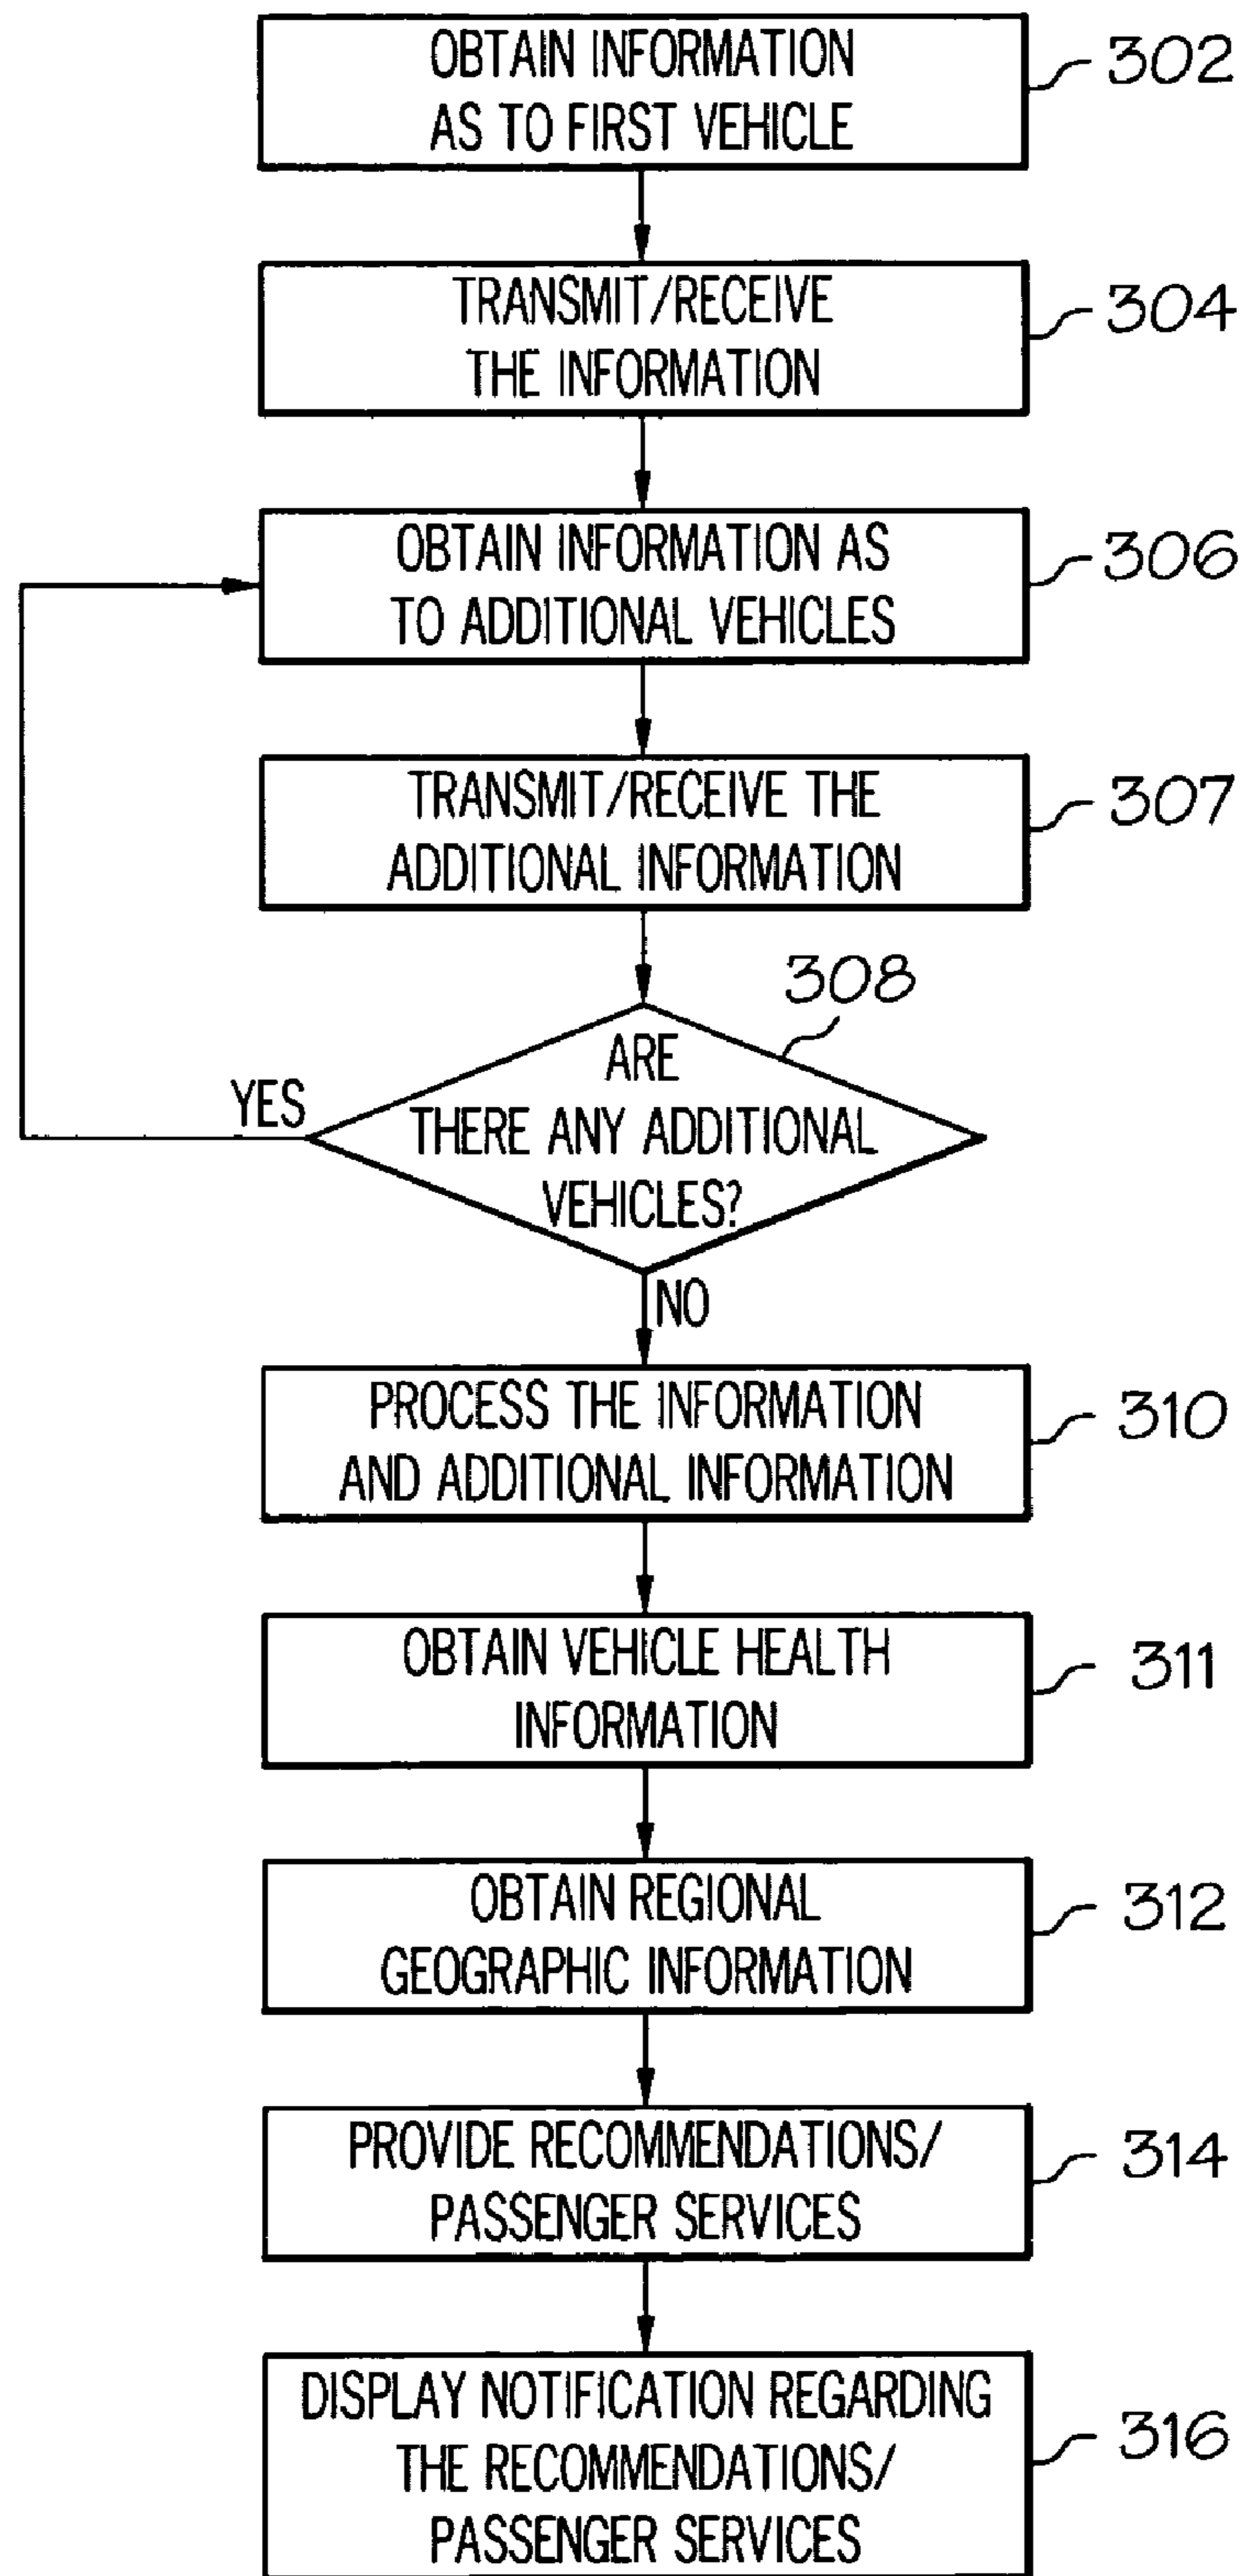 OBTAIN INFORMATION
AS TO FIRST VEHICLE
302
TRANSMIT/RECEIVE
THE INFORMATION
304
OBTAIN INFORMATION AS
TO ADDITIONAL VEHICLES
306
TRANSMIT/RECEIVE THE
ADDITIONAL INFORMATION
307
308
ARE
THERE ANY ADDITIONAL
VEHICLES?
YES
NO
PROCESS THE INFORMATION
AND ADDITIONAL INFORMATION
310
OBTAIN VEHICLE HEALTH
INFORMATION
311
OBTAIN REGIONAL
GEOGRAPHIC INFORMATION
312
PROVIDE RECOMMENDATIONS/
PASSENGER SERVICES
314
DISPLAY NOTIFICATION REGARDING
THE RECOMMENDATIONS/
PASSENGER SERVICES
316